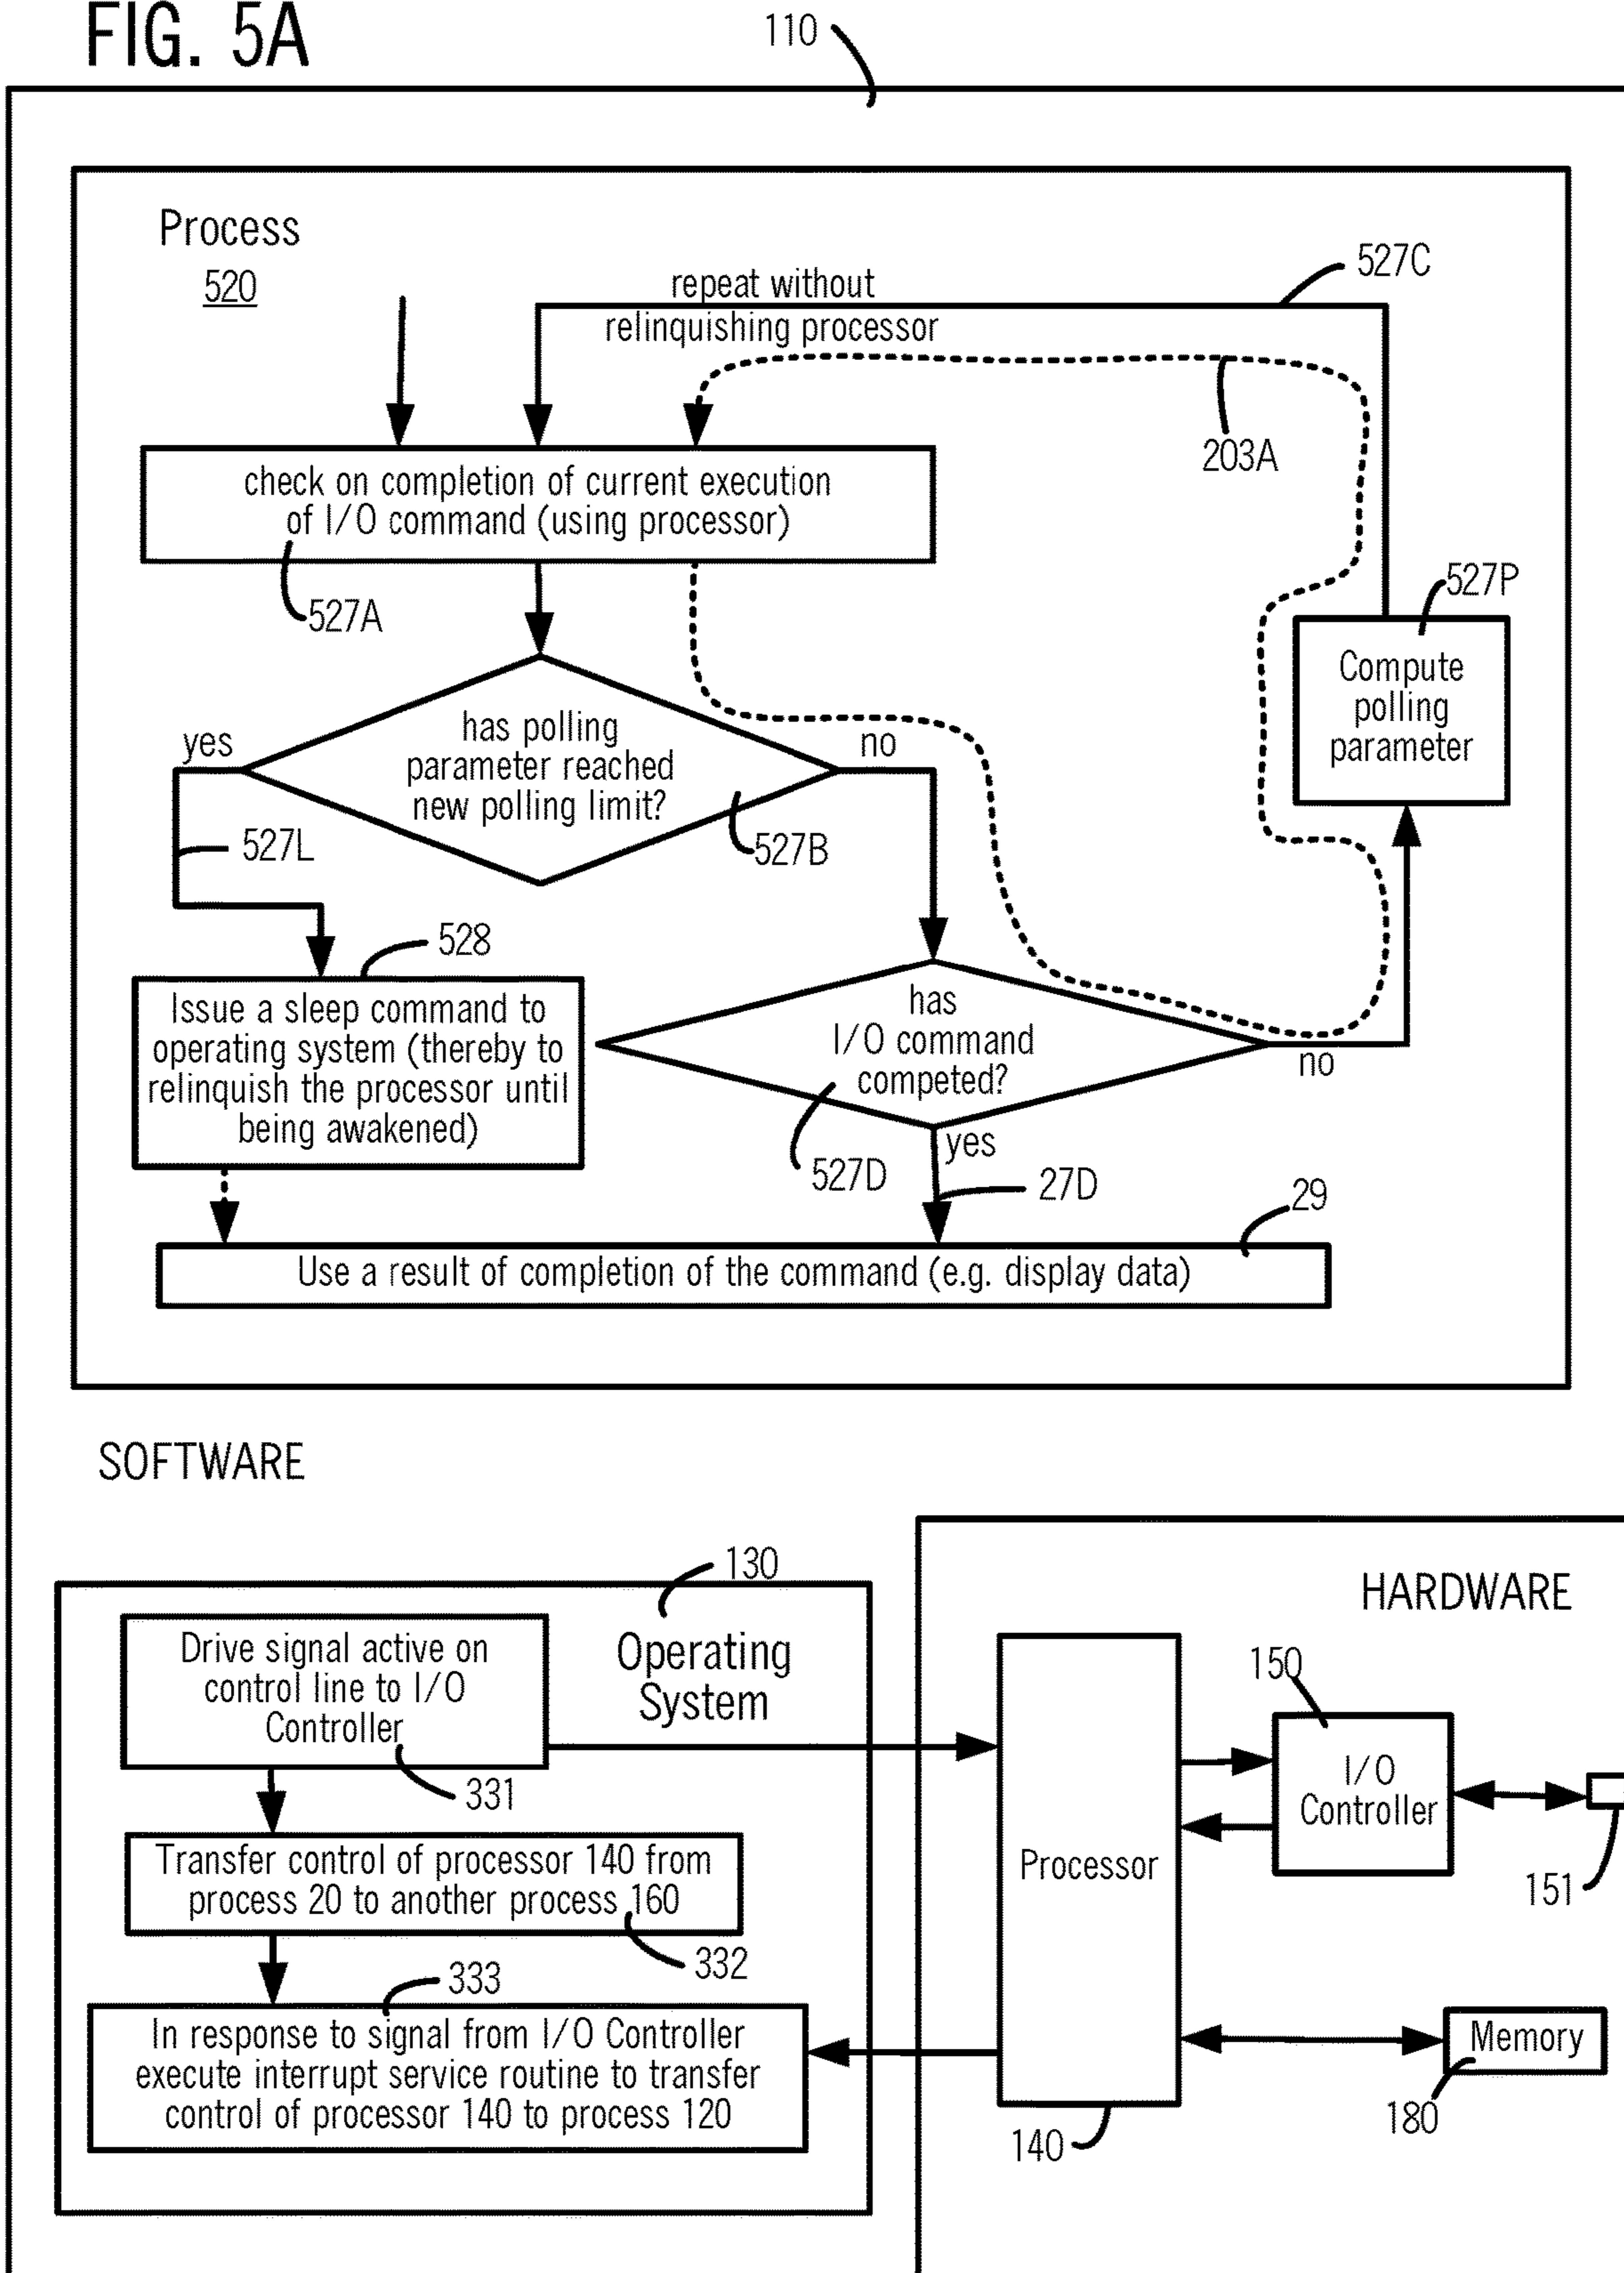 FIG. 5A
110
Process
520
527C
repeat without
relinquishing processor
203A
check on completion of current execution
of I/O command (using processor)
527A
527P
Compute
polling
parameter
has polling
parameter reached
new polling limit?
yes
no
527L
527B
528
Issue a sleep command to
operating system (thereby to
relinquish the processor until
being awakened)
has
I/O command
competed?
no
yes
527D
27D
29
Use a result of completion of the command (e.g. display data)
SOFTWARE
130
Operating
System
Drive signal active on
control line to I/O
Controller
331
Transfer control of processor 140 from
process 20 to another process 160
332
333
In response to signal from I/O Controller
execute interrupt service routine to transfer
control of processor 140 to process 120
HARDWARE
Processor
140
150
I/O
Controller
151
Memory
180